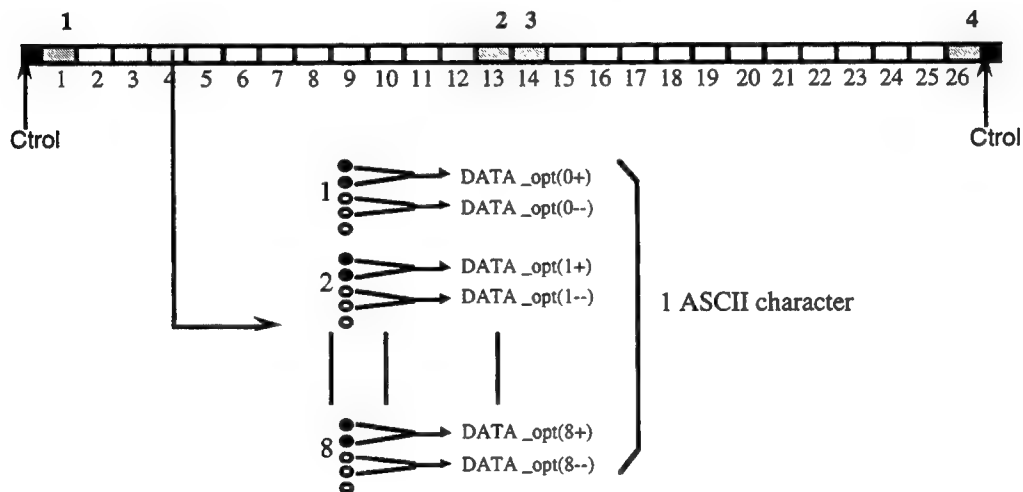 1 2 3 4
1 2 3 4 5 6 7 8 9 10 11 12 13 14 15 16 17 18 19 20 21 22 23 24 25 26
Ctrol Ctrol
1 DATA _opt(0+)
DATA _opt(0--)
2 DATA _opt(1+)
DATA _opt(1--)
1 ASCII character
8 DATA _opt(8+)
DATA _opt(8--)